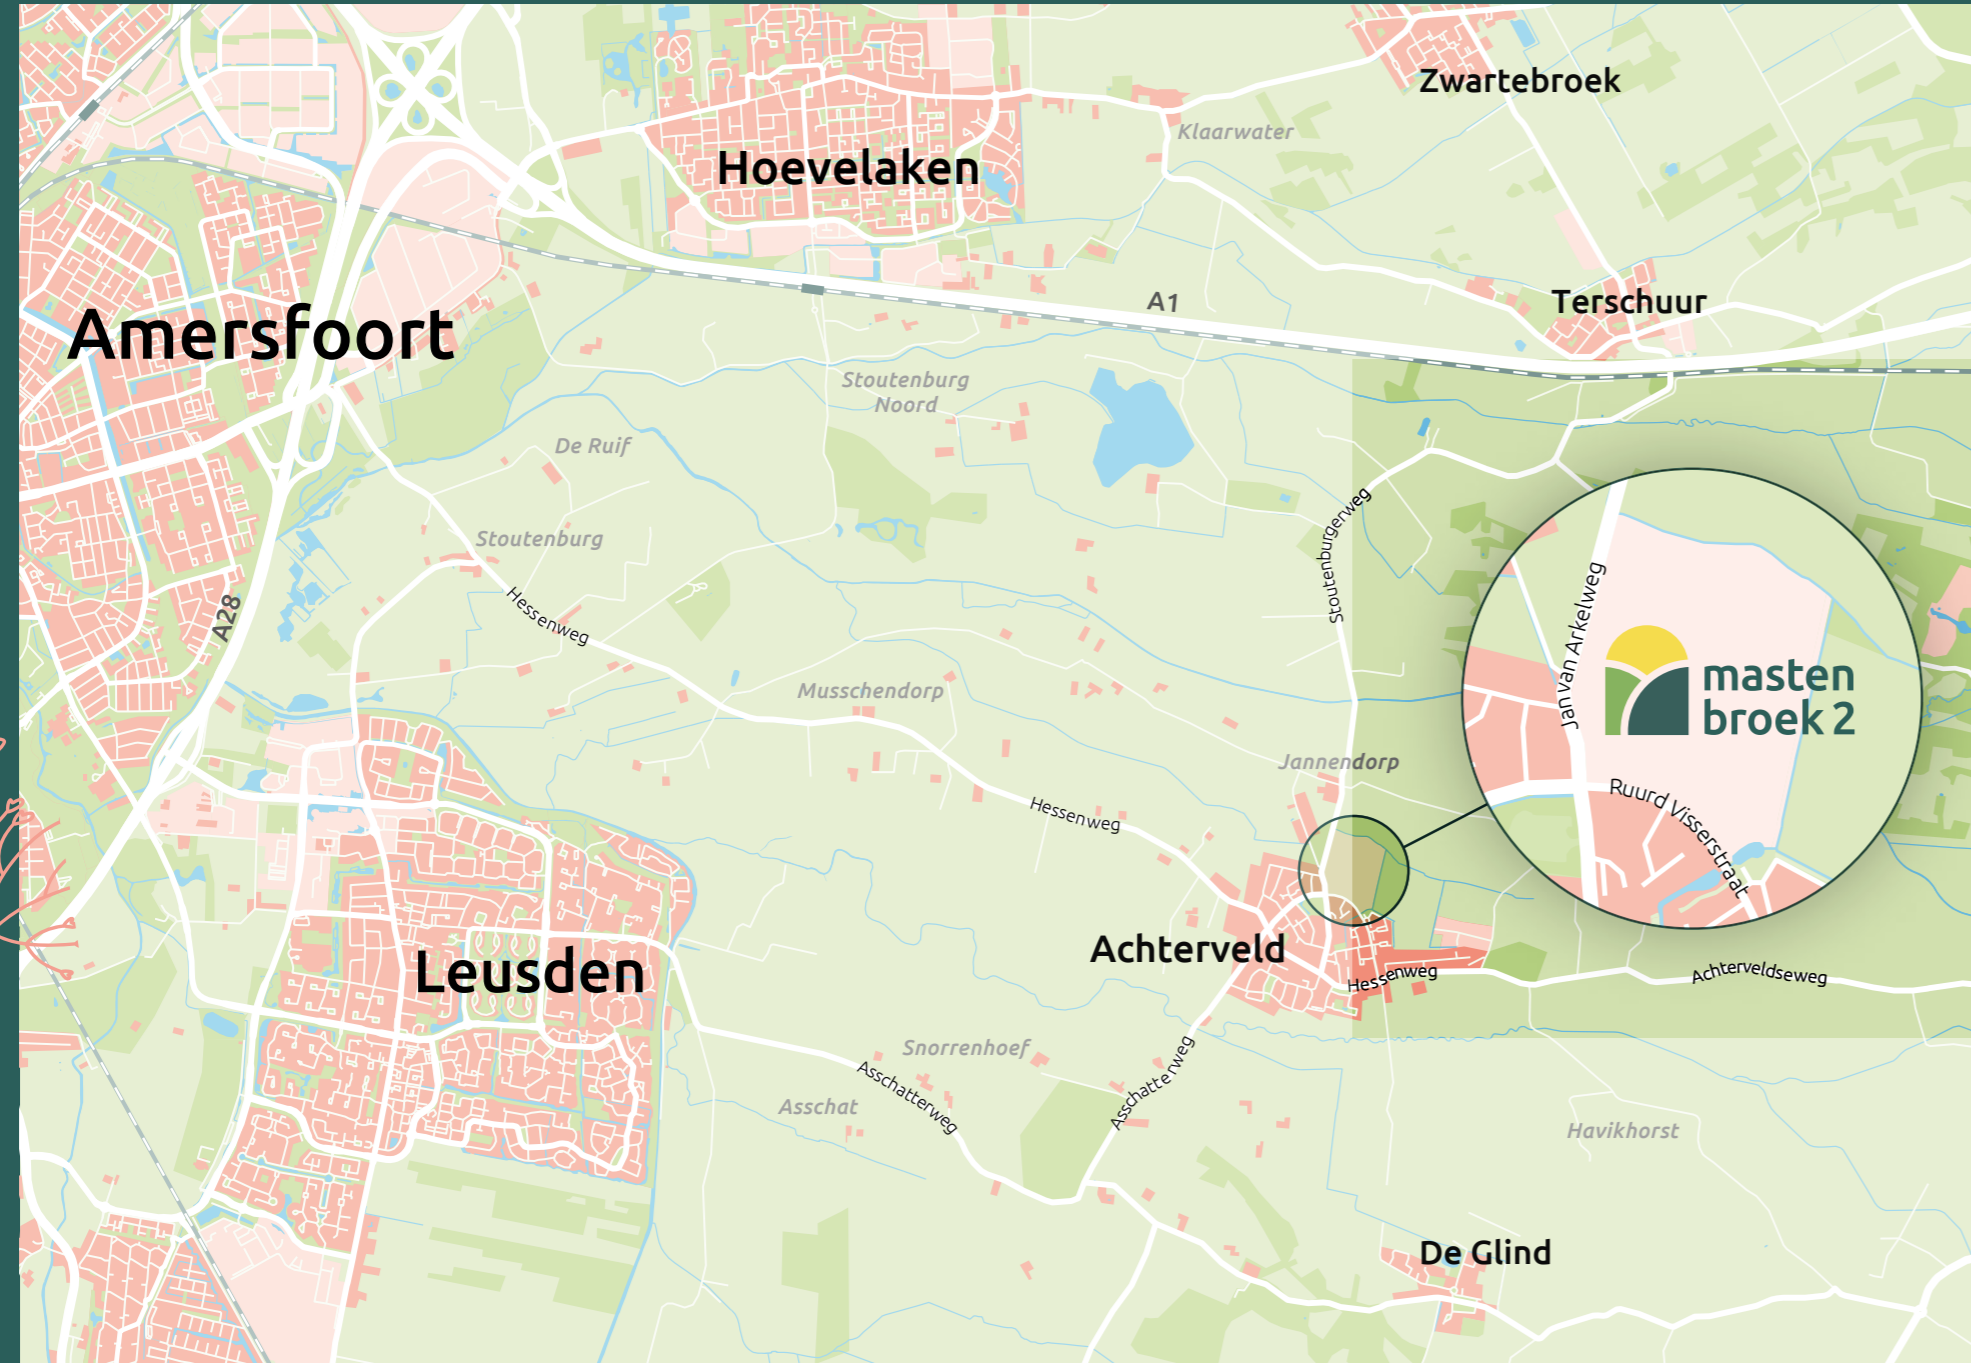 Zwartebroek
Klaarwater
Hoevelaken
A1
Terschuur
Amersfoort
Stoutenburg
Noord
De Ruif
Stoutenburgerweg
Stoutenburg
Hessenweg
A28
Jan van Arkelweg
masten
broek 2
Musschendorp
Jannendorp
Ruurd Visserstraat
Hessenweg
Achterveld
Hessenweg
Achterveldseweg
Leusden
Snorrenhoef
Asschatterweg
Asschatterweg
Asschat
Havikhorst
De Glind